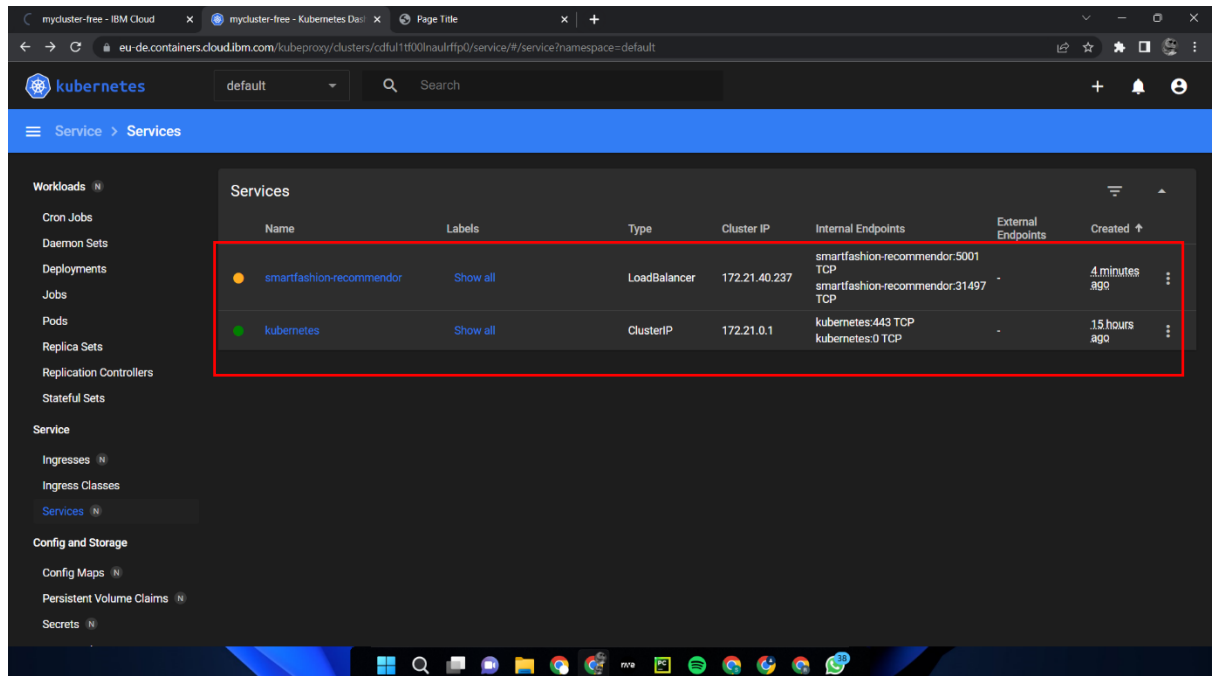 mycluster-free - IBM Cloud
mycluster-free - Kubernetes Das
Page Title
eu-de.containers.cloud.ibm.com/kubeproxy/clusters/cdful1tf00lnaulrffp0/service/#/service?namespace=default
kubernetes
default
Search
Service > Services
Workloads N
Cron Jobs
Daemon Sets
Deployments
Jobs
Pods
Replica Sets
Replication Controllers
Stateful Sets
Service
Ingresses N
Ingress Classes
Services N
Config and Storage
Config Maps N
Persistent Volume Claims N
Secrets N
Services
Name Labels Type Cluster IP Internal Endpoints External Endpoints Created
smartfashion-recommendor Show all LoadBalancer 172.21.40.237 smartfashion-recommendor:5001 TCP smartfashion-recommendor:31497 TCP - 4 minutes ago
kubernetes Show all ClusterIP 172.21.0.1 kubernetes:443 TCP kubernetes:0 TCP - 15 hours ago
PC
38